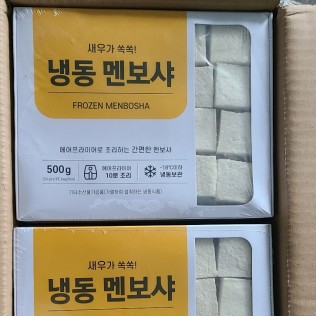 새우가 쏙쏙!
냉동 멘보샤
FROZEN MENBOSHA
에어프라이어로 조리하는 간편한 멘보샤
500g
에어프라이어
10분 조리
-18℃이하
냉동보관
새우가 쏙쏙!
냉동 멘보샤